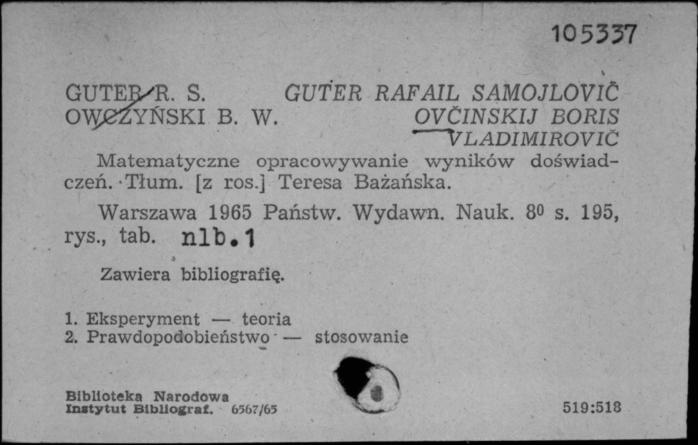 105337
GUTER R. S. GUTER RAFAIL SAMOJLOVIČ
OWCZYŃSKI B. W. OVČINSKIJ BORIS
VLADIMIROVIČ
Matematyczne opracowywanie wyników doświad-
czeń. Tłum. [z ros.] Teresa Bażańska.
Warszawa 1965 Państw. Wydawn. Nauk. 8⁰ s. 195,
rys., tab. nlb.1
Zawiera bibliografię.
1. Eksperyment — teoria
2. Prawdopodobieństwo — stosowanie
Biblioteka Narodowa
Instytut Bibliograf. 6567/65 519:518